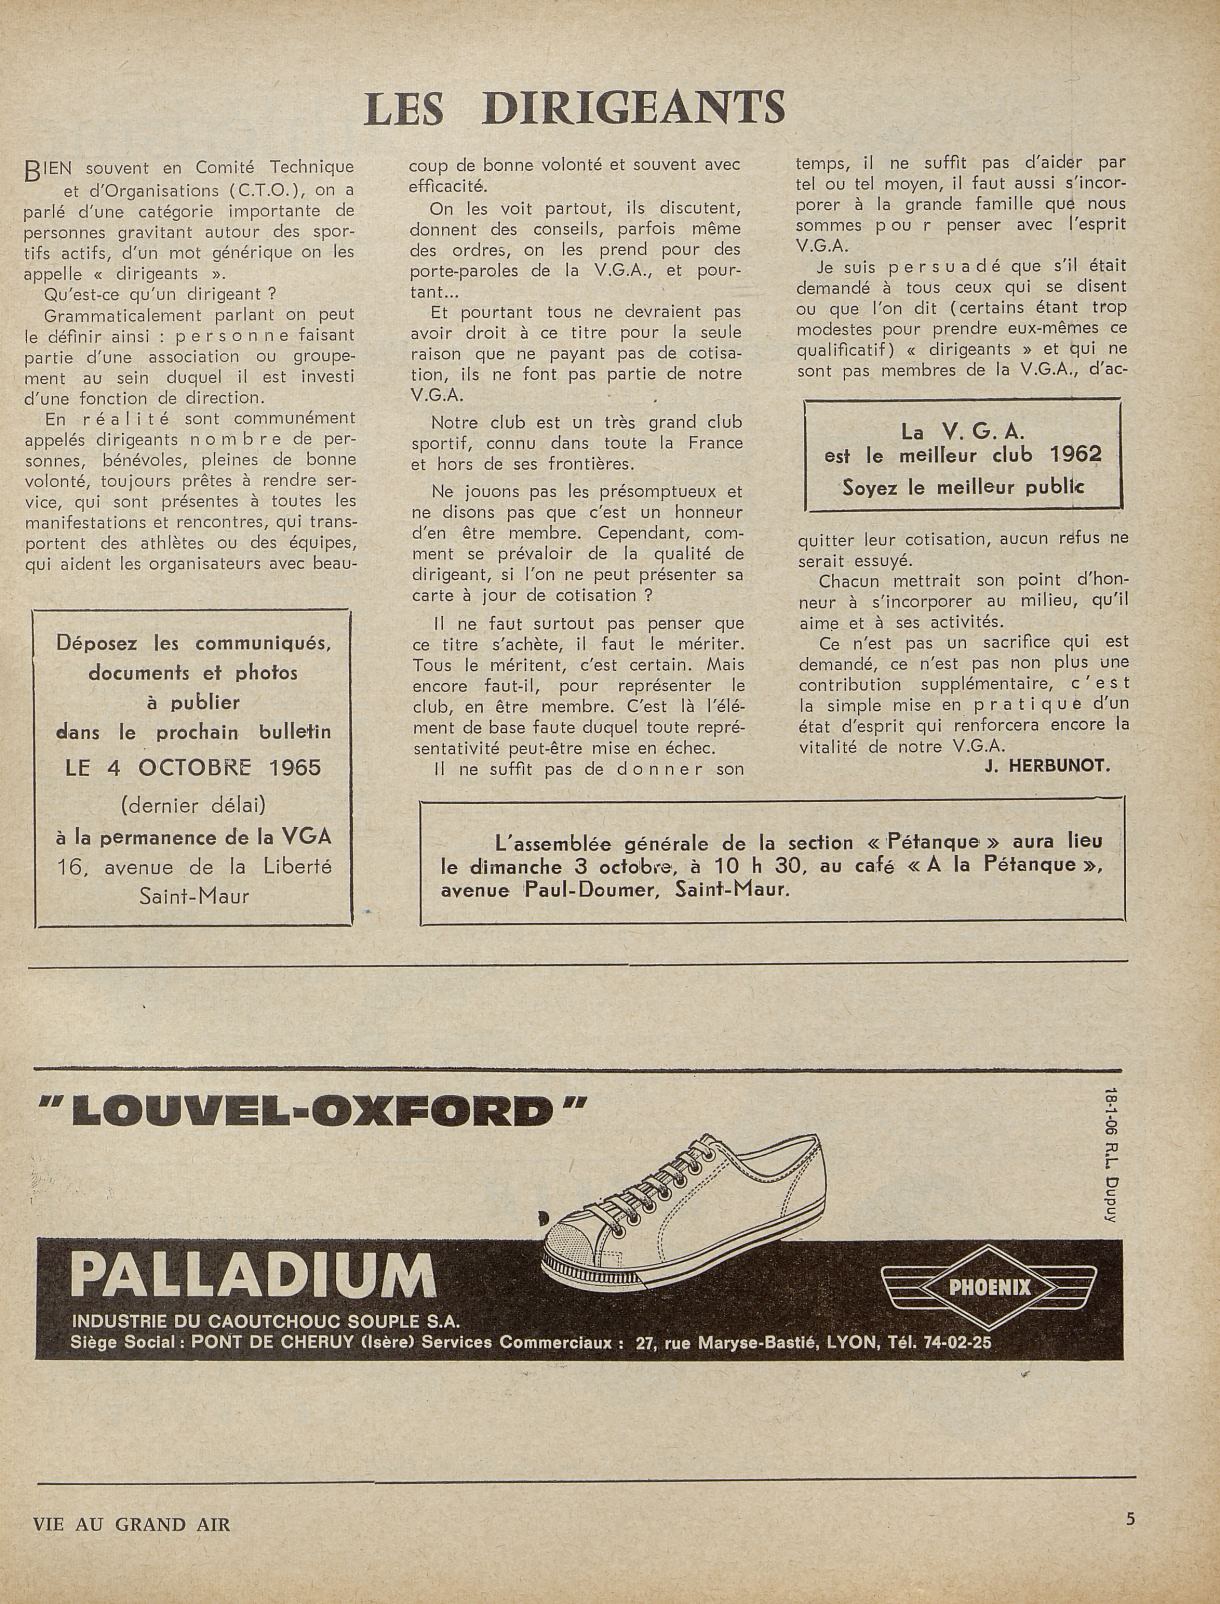 LES DIRIGEANTS
BIEN souvent en Comité Technique
et d'Organisations (C.T.O.), on a
parlé d'une catégorie importante de
personnes gravitant autour des spor-
tifs actifs, d'un mot générique on les
appelle « dirigeants ».
Qu'est-ce qu'un dirigeant ?
Grammaticalement parlant on peut
le définir ainsi : personne faisant
partie d'une association ou groupe-
ment au sein duquel il est investi
d'une fonction de direction.
En réalité sont communément
appelés dirigeants nombre de per-
sonnes, bénévoles, pleines de bonne
volonté, toujours prêtes à rendre ser-
vice, qui sont présentes à toutes les
manifestations et rencontres, qui trans-
portent des athlètes ou des équipes,
qui aident les organisateurs avec beau-
Déposez les communiqués,
documents et photos
à publier
dans le prochain bulletin
LE 4 OCTOBRE 1965
(dernier délai)
à la permanence de la VGA
16, avenue de la Liberté
Saint-Maur
coup de bonne volonté et souvent avec
efficacité.
On les voit partout, ils discutent,
donnent des conseils, parfois même
des ordres, on les prend pour des
porte-paroles de la V.G.A., et pour-
tant...
Et pourtant tous ne devraient pas
avoir droit à ce titre pour la seule
raison que ne payant pas de cotisa-
tion, ils ne font pas partie de notre
V.G.A.
Notre club est un très grand club
sportif, connu dans toute la France
et hors de ses frontières.
Ne jouons pas les présomptueux et
ne disons pas que c'est un honneur
d'en être membre. Cependant, com-
ment se prévaloir de la qualité de
dirigeant, si l'on ne peut présenter sa
carte à jour de cotisation ?
Il ne faut surtout pas penser que
ce titre s'achète, il faut le mériter.
Tous le méritent, c'est certain. Mais
encore faut-il, pour représenter le
club, en être membre. C'est là l'élé-
ment de base faute duquel toute repré-
sentativité peut-être mise en échec.
Il ne suffit pas de donner son
temps, il ne suffit pas d'aider par
tel ou tel moyen, il faut aussi s'incor-
porer à la grande famille que nous
sommes pour penser avec l'esprit
V.G.A.
Je suis persuadé que s'il était
demandé à tous ceux qui se disent
ou que l'on dit (certains étant trop
modestes pour prendre eux-mêmes ce
qualificatif) « dirigeants » et qui ne
sont pas membres de la V.G.A., d'ac-
La V. G. A.
est le meilleur club 1962
Soyez le meilleur public
quitter leur cotisation, aucun refus ne
serait essuyé.
Chacun mettrait son point d'hon-
neur à s'incorporer au milieu, qu'il
aime et à ses activités.
Ce n'est pas un sacrifice qui est
demandé, ce n'est pas non plus une
contribution supplémentaire, c'est
la simple mise en pratique d'un
état d'esprit qui renforcera encore la
vitalité de notre V.G.A.
J. HERBUNOT.
L'assemblée générale de la section « Pétanque » aura lieu
le dimanche 3 octobre, à 10 h 30, au café « A la Pétanque »,
avenue Paul-Doumer, Saint-Maur.
"LOUVEL-OXFORD"
18-1-06 R.L. Dupuy
PALLADIUM
PHOENIX
INDUSTRIE DU CAOUTCHOUC SOUPLE S.A.
Siège Social : PONT DE CHERUY (Isère) Services Commerciaux : 27, rue Maryse-Bastié, LYON, Tél. 74-02-25
VIE AU GRAND AIR
5